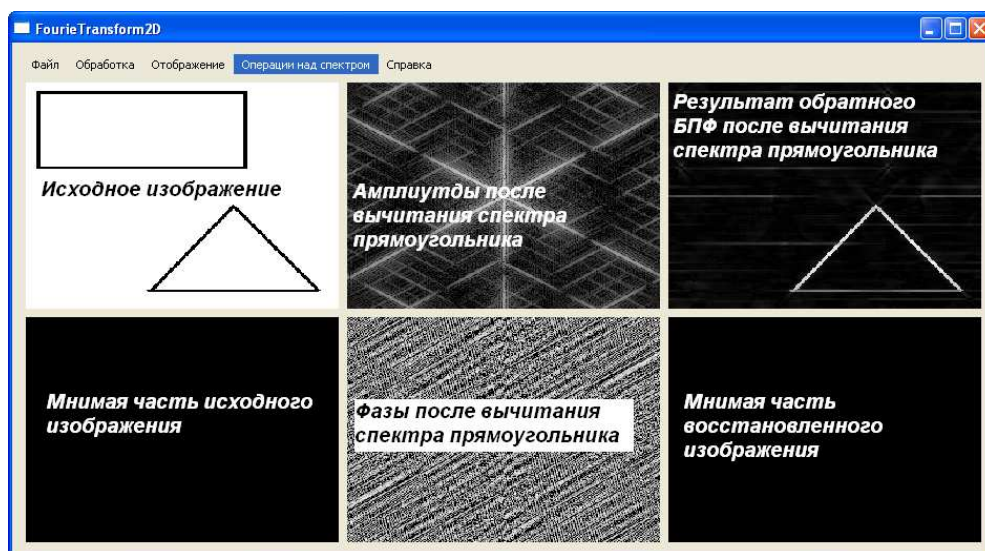 FourieTransform2D
Файл Обработка Отображение Операции над спектром Справка
Исходное изображение
Амплиутды после
вычитания спектра
прямоугольника
Результат обратного
БПФ после вычитания
спектра прямоугольника
Мнимая часть исходного
изображения
Фазы после вычитания
спектра прямоугольника
Мнимая часть
восстановленного
изображения